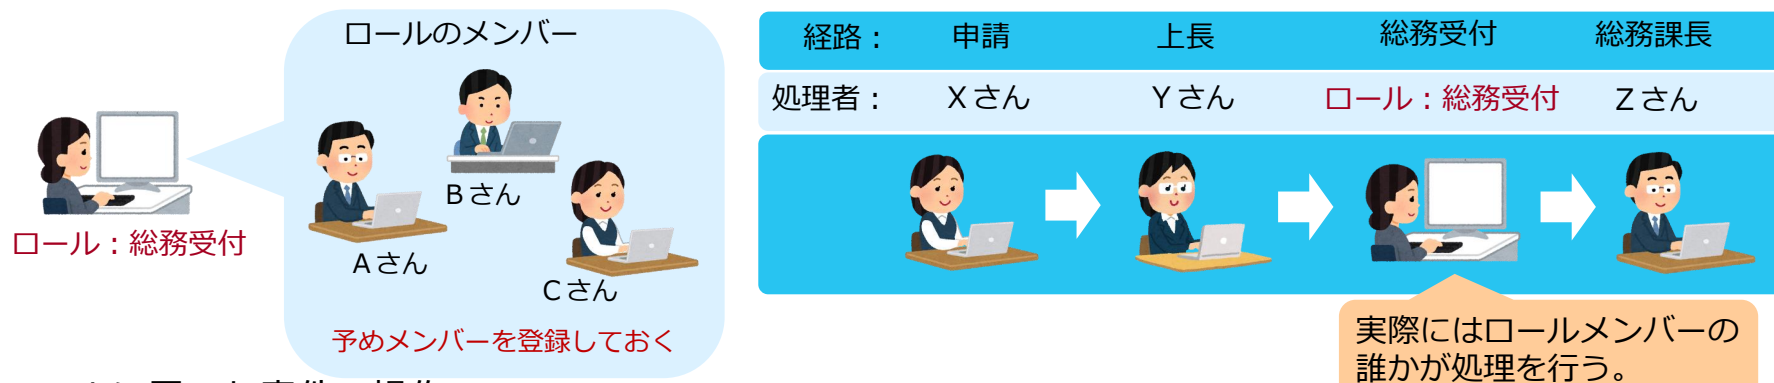 ロールのメンバー
Bさん
ロール：総務受付
Aさん
Cさん
予めメンバーを登録しておく
経路： 申請 上長 総務受付 総務課長
処理者： Xさん Yさん ロール：総務受付 Zさん
実際にはロールメンバーの
誰かが処理を行う。